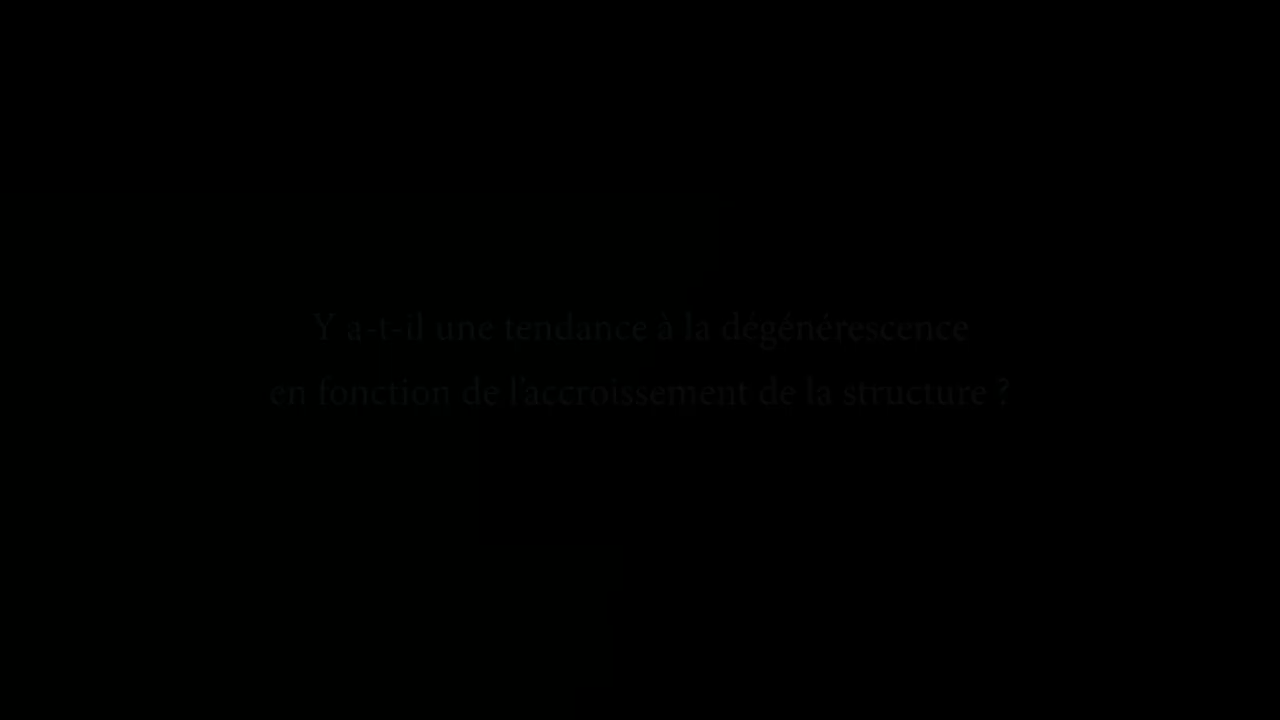 Y a-t-il une tendance à la dégénérescence
en fonction de l'accroissement de la structure ?